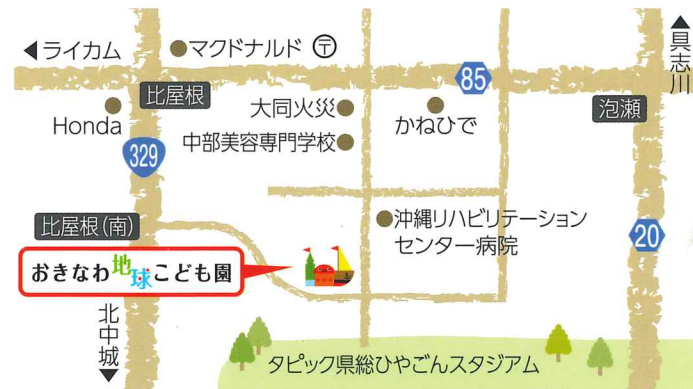 ◀ライカム
●マクドナルド 〶
▲具志川
85
比屋根
大同火災●
かねひで
泡瀬
Honda
中部美容専門学校●
329
比屋根(南)
●沖縄リハビリテーション
センター病院
20
おきなわ地球こども園
北中城▼
タピック県総ひやごんスタジアム